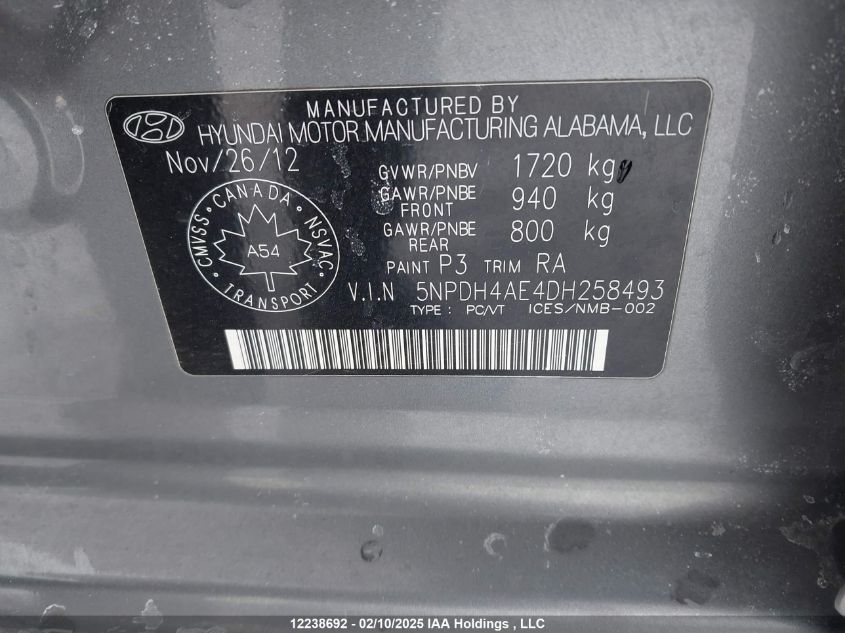 MANUFACTURED BY
HYUNDAI MOTOR MANUFACTURING ALABAMA, LLC
Nov/26/12
GVWR/PNBV 1720 kg
GAWR/PNBE FRONT 940 kg
GAWR/PNBE REAR 800 kg
CMVSS · CANADA · NSVAC
A54
TRANSPORT
PAINT P3 TRIM RA
V.I.N 5NPDH4AE4DH258493
TYPE : PC/VT ICES/NMB-002
12238692 - 02/10/2025 IAA Holdings , LLC